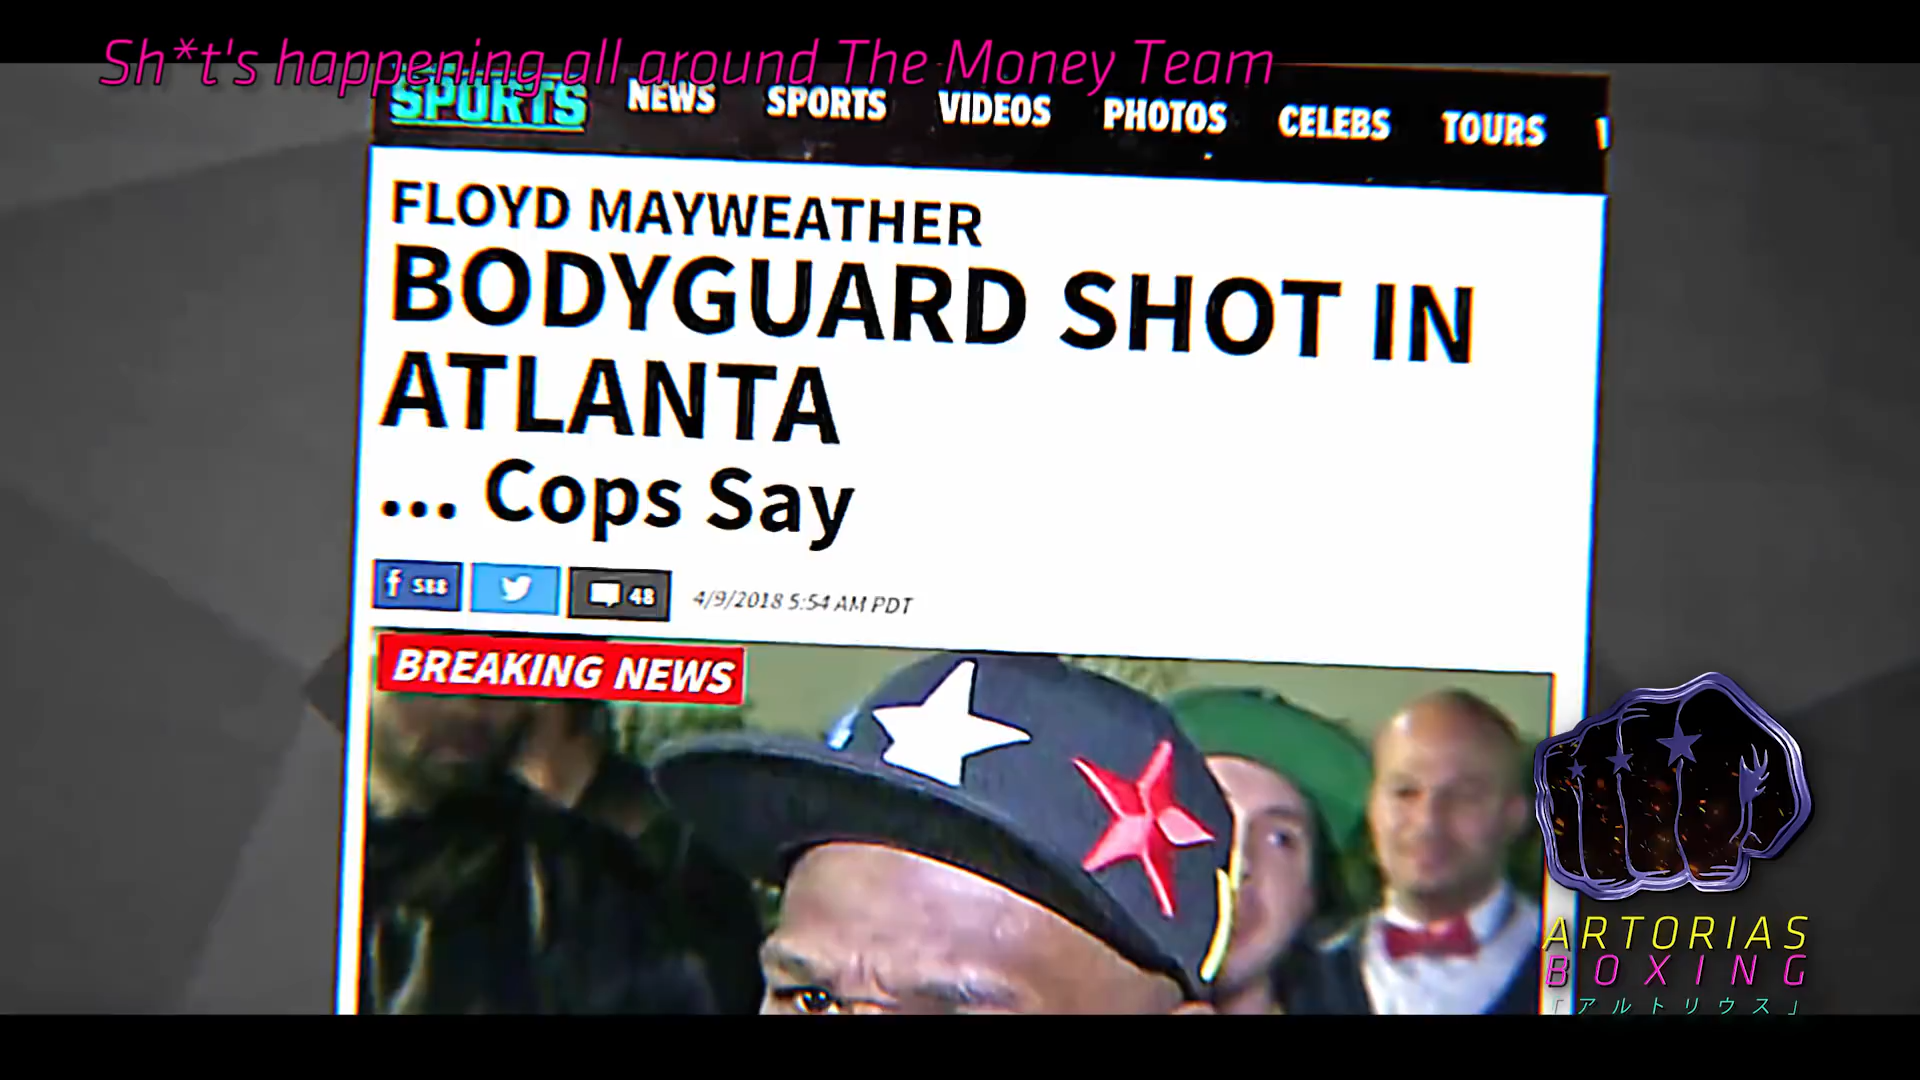 Sh*t's happening all around The Money Team
SPORTS NEWS SPORTS VIDEOS PHOTOS CELEBS TOURS
FLOYD MAYWEATHER
BODYGUARD SHOT IN
ATLANTA
... Cops Say
f 588 48 4/9/2018 5:54 AM PDT
BREAKING NEWS
ARTORIAS
BOXING
「アルトリウス」